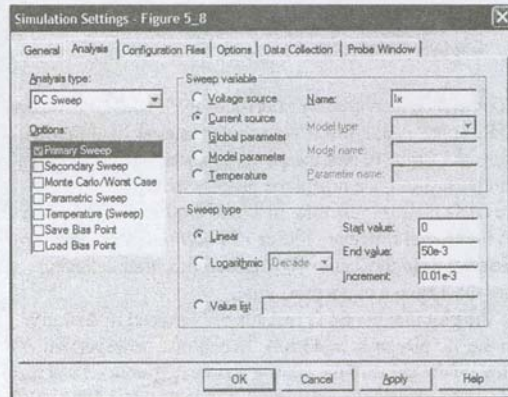 Simulation Settings - Figure 5_8
General Analysis Configuration Files Options Data Collection Probe Window
Analysis type:
DC Sweep
Options:
Primary Sweep
Secondary Sweep
Monte Carlo/Worst Case
Parametric Sweep
Temperature (Sweep)
Save Bias Point
Load Bias Point
Sweep variable
Voltage source
Current source
Global parameter
Model parameter
Temperature
Name: Ix
Model type:
Model name:
Parameter name:
Sweep type
Linear
Logarithmic Decade
Start value: 0
End value: 50e-3
Increment: 0.01e-3
Value list
OK Cancel Apply Help